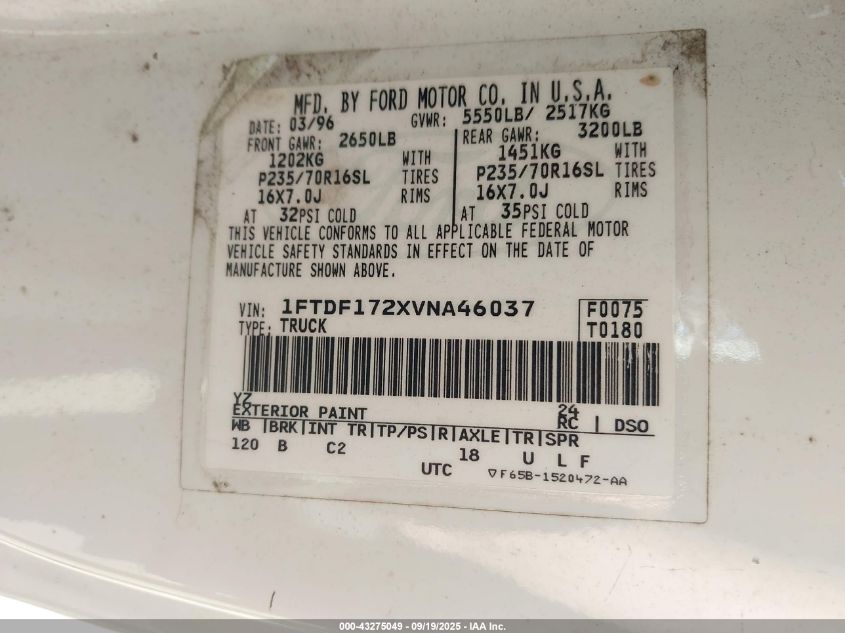 MFD. BY FORD MOTOR CO. IN U.S.A.
DATE: 03/96 GVWR: 5550LB/ 2517KG
FRONT GAWR: 2650LB REAR GAWR: 3200LB
1202KG WITH 1451KG WITH
P235/70R16SL TIRES P235/70R16SL TIRES
16X7.0J RIMS 16X7.0J RIMS
AT 32PSI COLD AT 35PSI COLD
THIS VEHICLE CONFORMS TO ALL APPLICABLE FEDERAL MOTOR
VEHICLE SAFETY STANDARDS IN EFFECT ON THE DATE OF
MANUFACTURE SHOWN ABOVE.
VIN: 1FTDF172XVNA46037 F0075
TYPE: TRUCK T0180
YZ 24
EXTERIOR PAINT RC DSO
WB |BRK|INT TR|TP/PS|R|AXLE|TR|SPR
120 B C2 18 U L F
UTC ▽F65B-1520472-AA
000-43275049 - 09/19/2025 - IAA Inc.